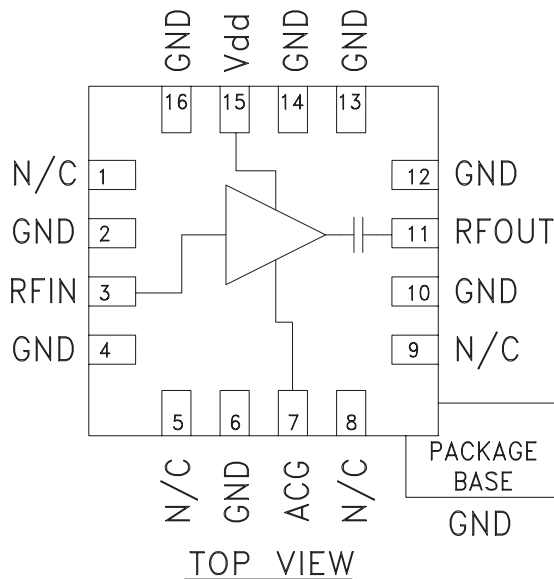 GND Vdd GND GND
16 15 14 13
N/C 1 12 GND
GND 2 11 RFOUT
RFIN 3 10 GND
GND 4 9 N/C
5 6 7 8
N/C GND ACG N/C
PACKAGE
BASE
GND
TOP VIEW